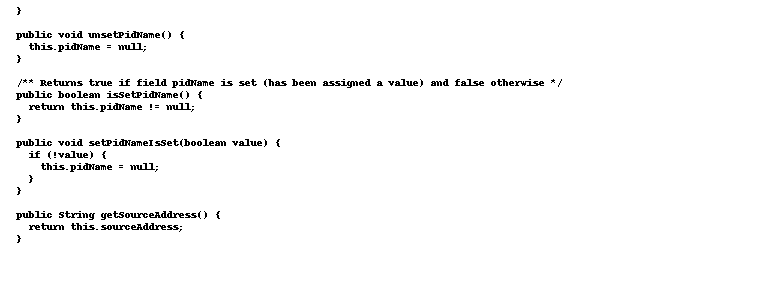 }
public void unsetPidName() {
this.pidName = null;
}
/** Returns true if field pidName is set (has been assigned a value) and false otherwise */
public boolean isSetPidName() {
return this.pidName != null;
}
public void setPidNameIsSet(boolean value) {
if (!value) {
this.pidName = null;
}
}
public String getSourceAddress() {
return this.sourceAddress;
}